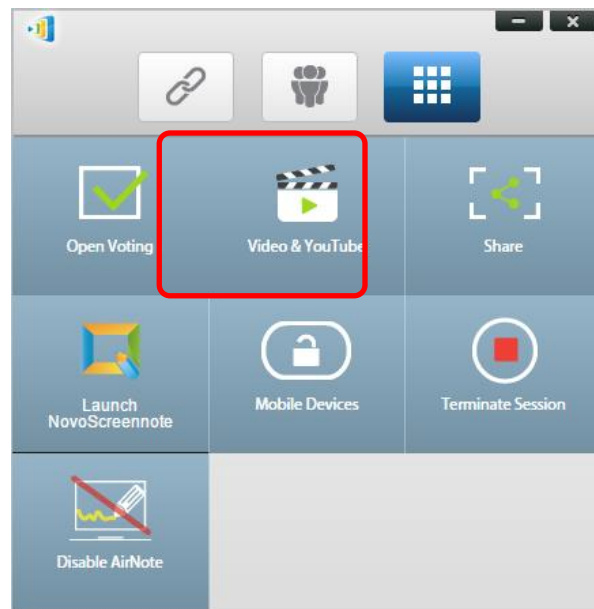 Open Voting
Video & YouTube
Share
Launch
NovoScreennote
Mobile Devices
Terminate Session
Disable AirNote